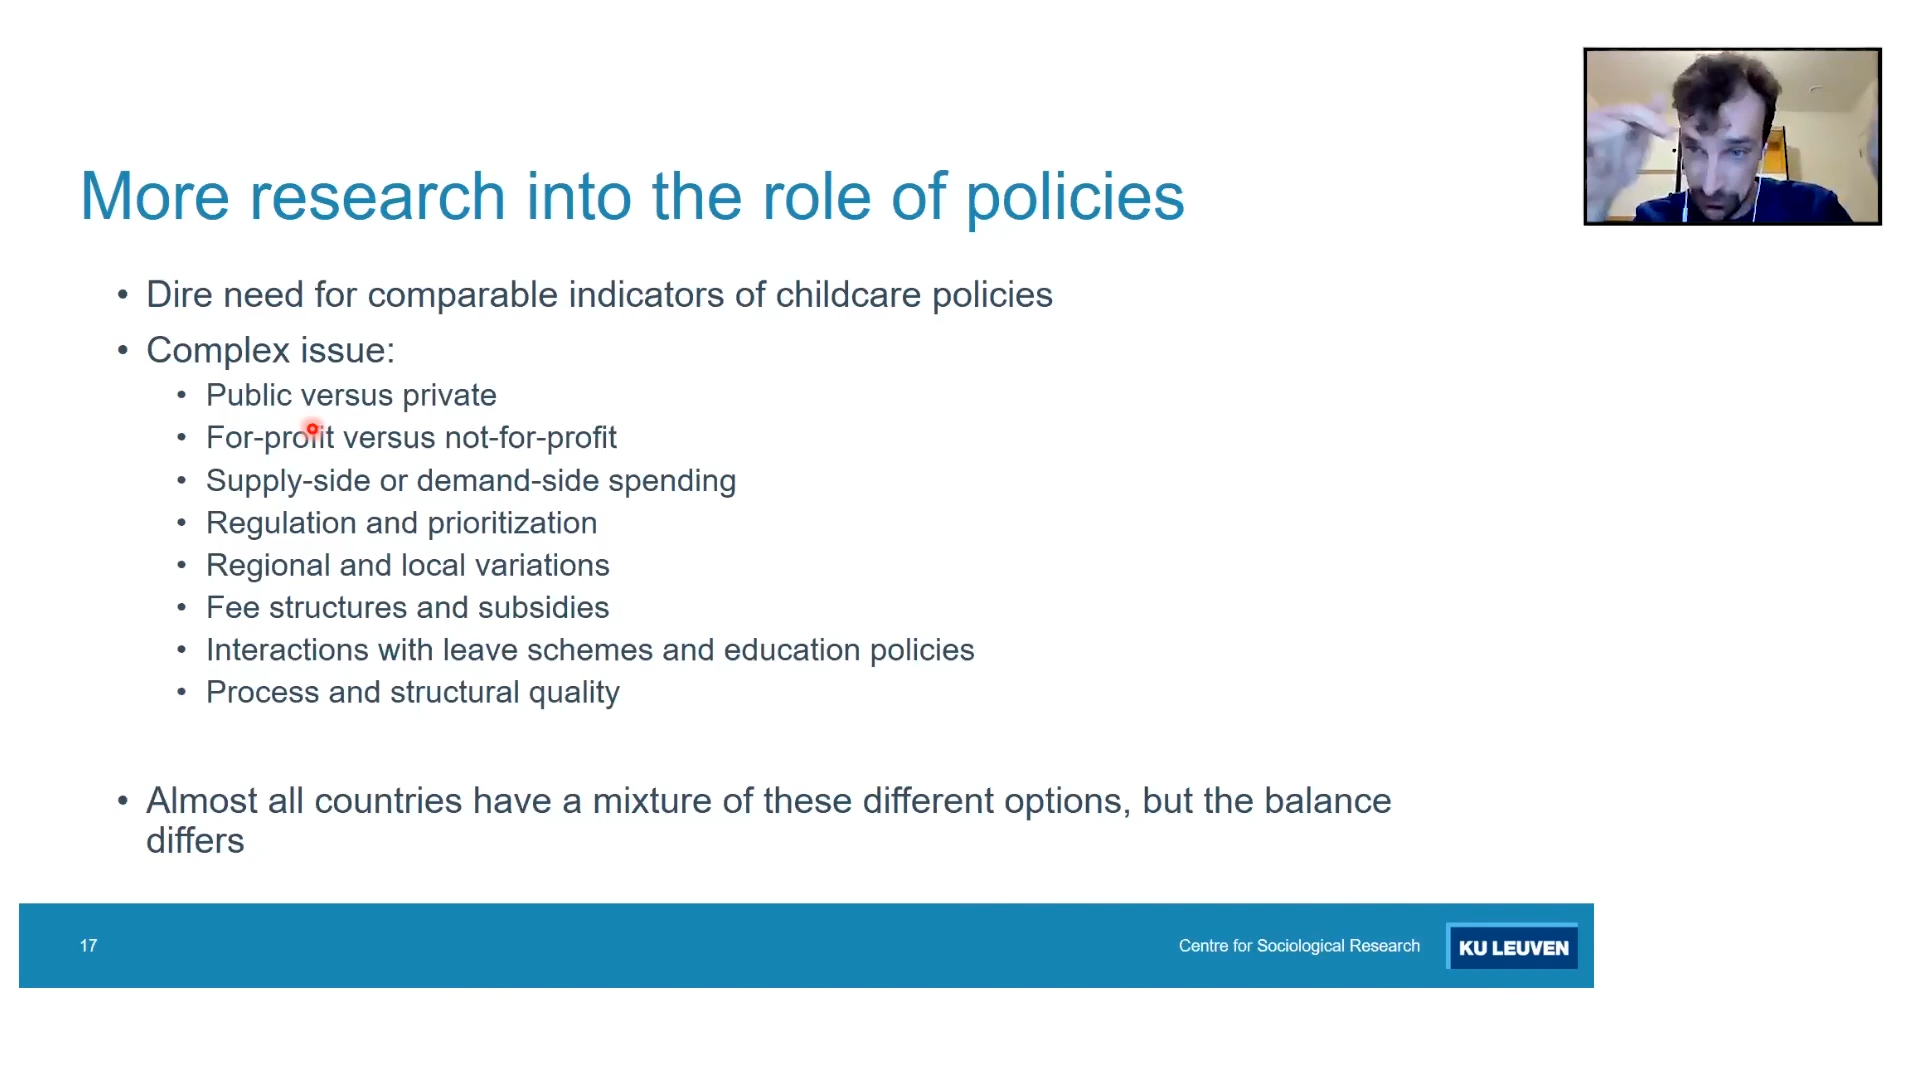 More research into the role of policies
• Dire need for comparable indicators of childcare policies
• Complex issue:
• Public versus private
• For-profit versus not-for-profit
• Supply-side or demand-side spending
• Regulation and prioritization
• Regional and local variations
• Fee structures and subsidies
• Interactions with leave schemes and education policies
• Process and structural quality
• Almost all countries have a mixture of these different options, but the balance
differs
17
Centre for Sociological Research
KU LEUVEN